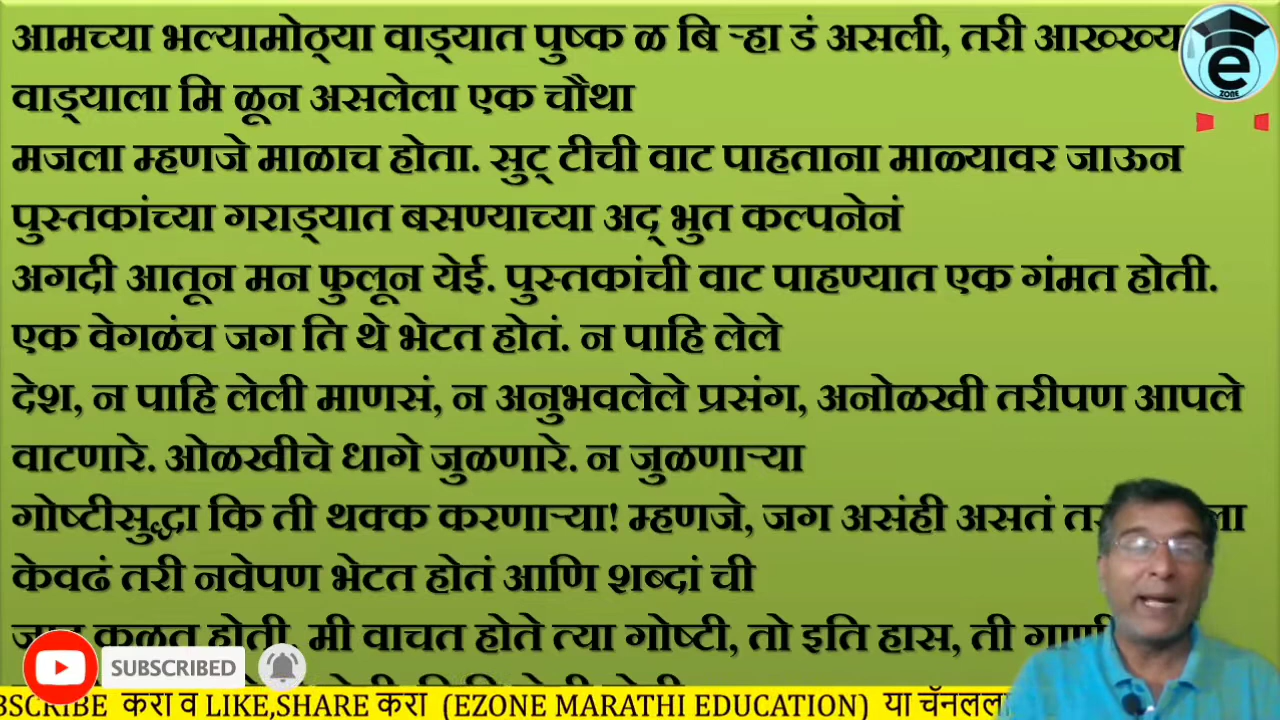 आमच्या भल्यामोठ्या वाड्यात पुष्क ळ बि ऱ्हा डं असली, तरी आख्ख्य
वाड्याला मि ळून असलेला एक चौथा
मजला म्हणजे माळाच होता. सुट् टीची वाट पाहताना माळ्यावर जाऊन
पुस्तकांच्या गराड्यात बसण्याच्या अद् भुत कल्पनेनं
अगदी आतून मन फुलून येई. पुस्तकांची वाट पाहण्यात एक गंमत होती.
एक वेगळंच जग ति थे भेटत होतं. न पाहि लेले
देश, न पाहि लेली माणसं, न अनुभवलेले प्रसंग, अनोळखी तरीपण आपले
वाटणारे. ओळखीचे धागे जुळणारे. न जुळणाऱ्या
गोष्टीसुद्धा कि ती थक्क करणाऱ्या! म्हणजे, जग असंही असतं
केवढं तरी नवेपण भेटत होतं आणि शब्दां ची
कळत होती. मी वाचत होते त्या गोष्टी, तो इति हास, ती
e
ZONE
SUBSCRIBED
करा व LIKE,SHARE करा (EZONE MARATHI EDUCATION) या